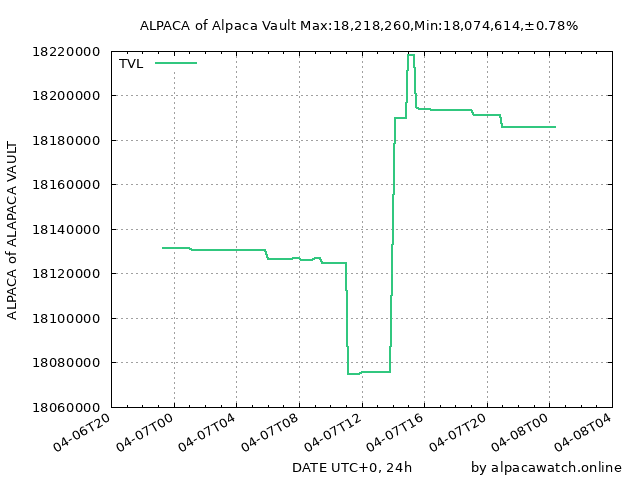 ALPACA of Alpaca Vault Max:18,218,260,Min:18,074,614,±0.78%
TVL
18220000
18200000
18180000
18160000
18140000
18120000
18100000
18080000
18060000
ALPACA of ALAPACA VAULT
04-06T20
04-07T00
04-07T04
04-07T08
04-07T12
04-07T16
04-07T20
04-08T00
04-08T04
DATE UTC+0, 24h
by alpacawatch.online